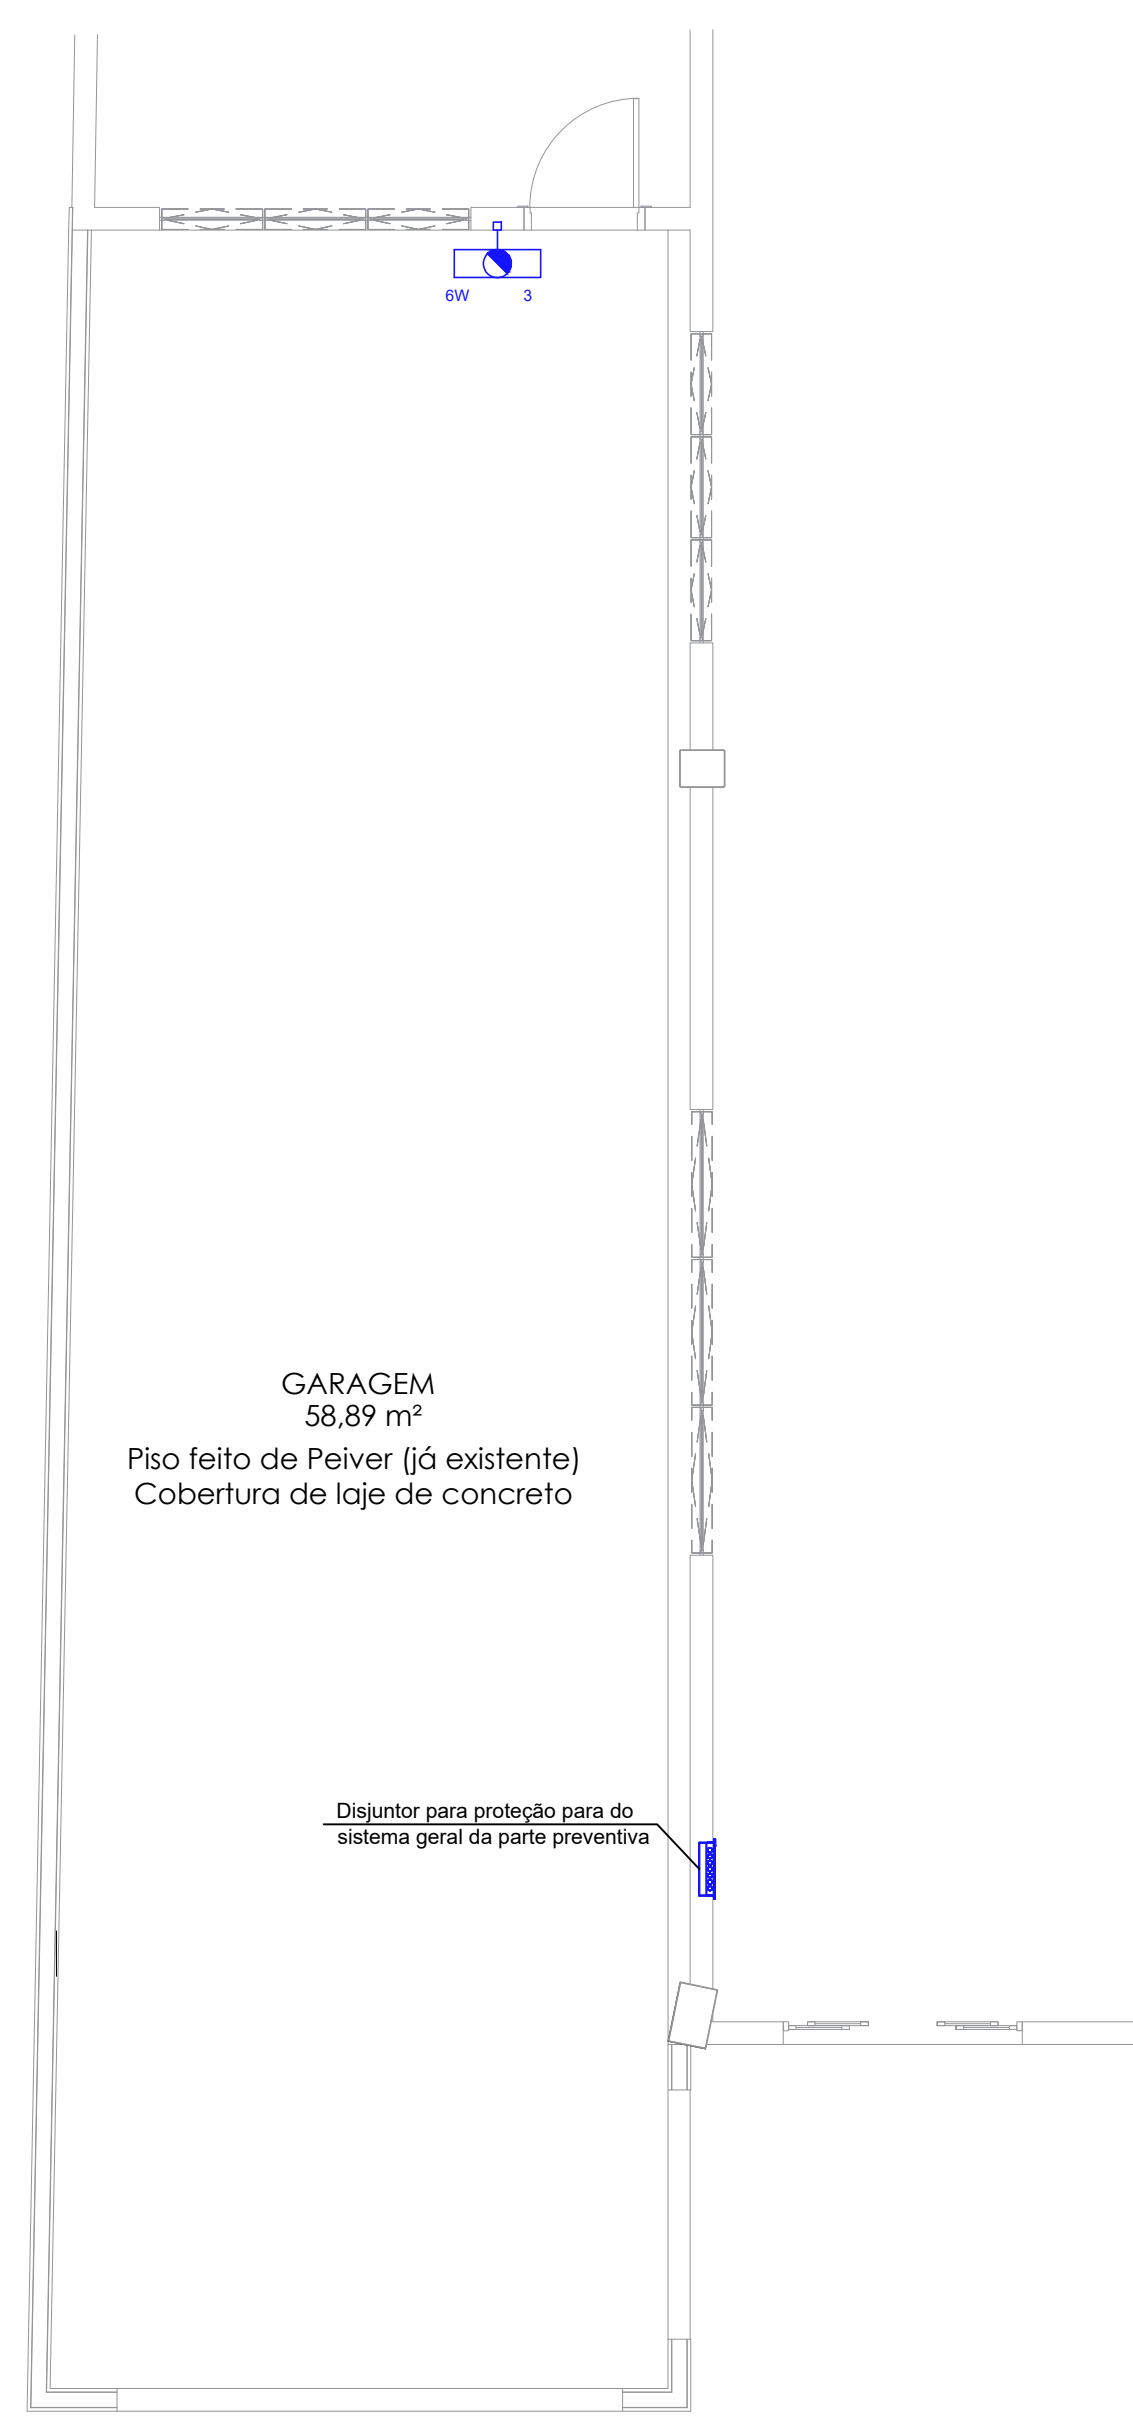 6W 3
GARAGEM
58,89 m²
Piso feito de Peiver (já existente)
Cobertura de laje de concreto
Disjuntor para proteção para do
sistema geral da parte preventiva